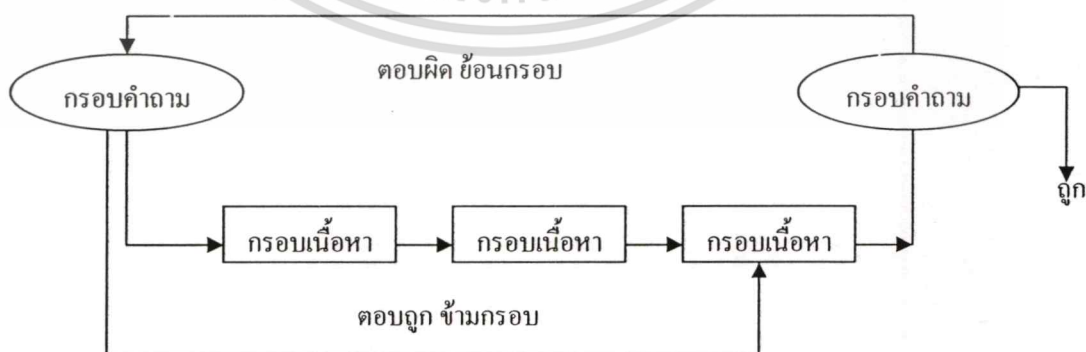 ตอบผิด ย้อนกรอบ
กรอบคำถาม
กรอบคำถาม
ถูก
กรอบเนื้อหา
กรอบเนื้อหา
กรอบเนื้อหา
ตอบถูก ข้ามกรอบ